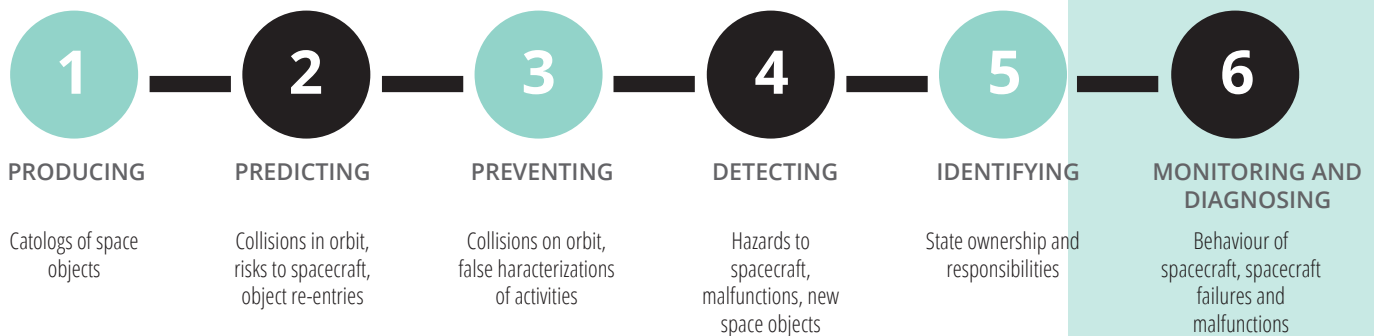 1
PRODUCING
Catologs of space
objects
2
PREDICTING
Collisions in orbit,
risks to spacecraft,
object re-entries
3
PREVENTING
Collisions on orbit,
false haracterizations
of activities
4
DETECTING
Hazards to
spacecraft,
malfunctions, new
space objects
5
IDENTIFYING
State ownership and
responsibilities
6
MONITORING AND
DIAGNOSING
Behaviour of
spacecraft, spacecraft
failures and
malfunctions